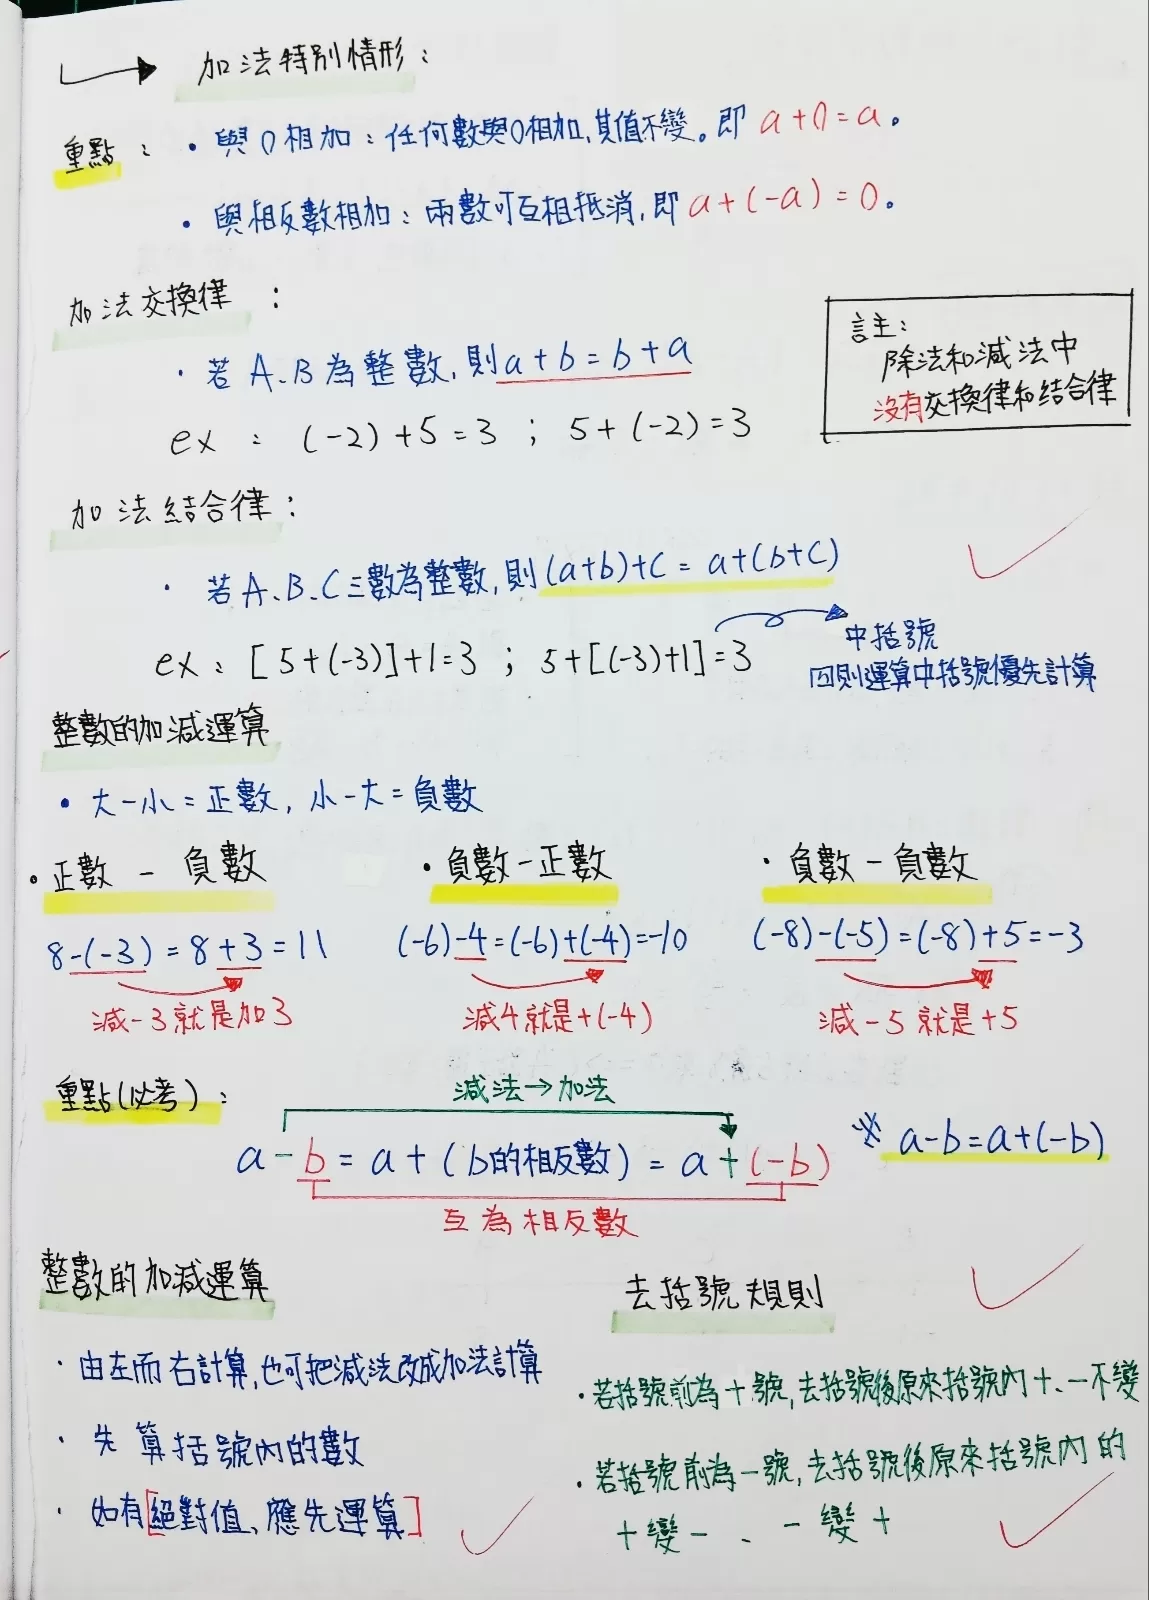 加法特別情形：
重點： ・與0相加：任何數與0相加，其值不變。即 a+0=a。
・與相反數相加：兩數可互相抵消，即 a+(-a)=0。
加法交換律：
・若A、B為整數，則a+b=b+a
ex：(-2)+5=3；5+(-2)=3
註：
除法和減法中
沒有交換律和結合律
加法結合律：
・若A、B、C三數為整數，則(a+b)+C=a+(b+C)
ex：[5+(-3)]+1=3；5+[(-3)+1]=3
中括號
四則運算中括號優先計算
整數的加減運算
・大-小=正數，小-大=負數
・正數-負數
8-(-3)=8+3=11
減-3就是加3
・負數-正數
(-6)-4=(-6)+(-4)=-10
減4就是+(-4)
・負數-負數
(-8)-(-5)=(-8)+5=-3
減-5就是+5
重點(必考)：
減法→加法
a-b=a+(b的相反數)=a+(-b)
互為相反數
※ a-b=a+(-b)
整數的加減運算
・由左而右計算，也可把減法改成加法計算
・先算括號內的數
・如有[絕對值、應先運算]
去括號規則
・若括號前為+號，去括號後原來括號內+、-不變
・若括號前為-號，去括號後原來括號內的
+變-、-變+